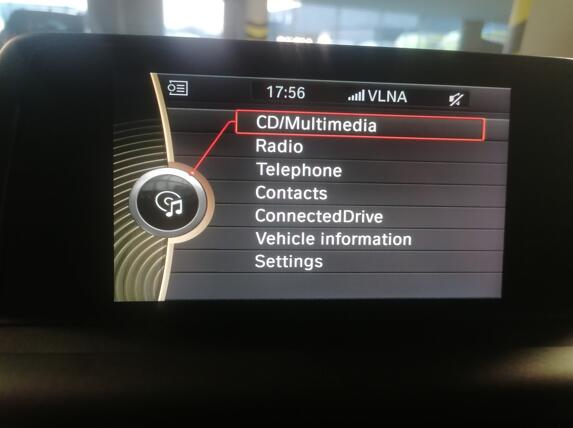 17:56 VLNA
CD/Multimedia
Radio
Telephone
Contacts
ConnectedDrive
Vehicle information
Settings